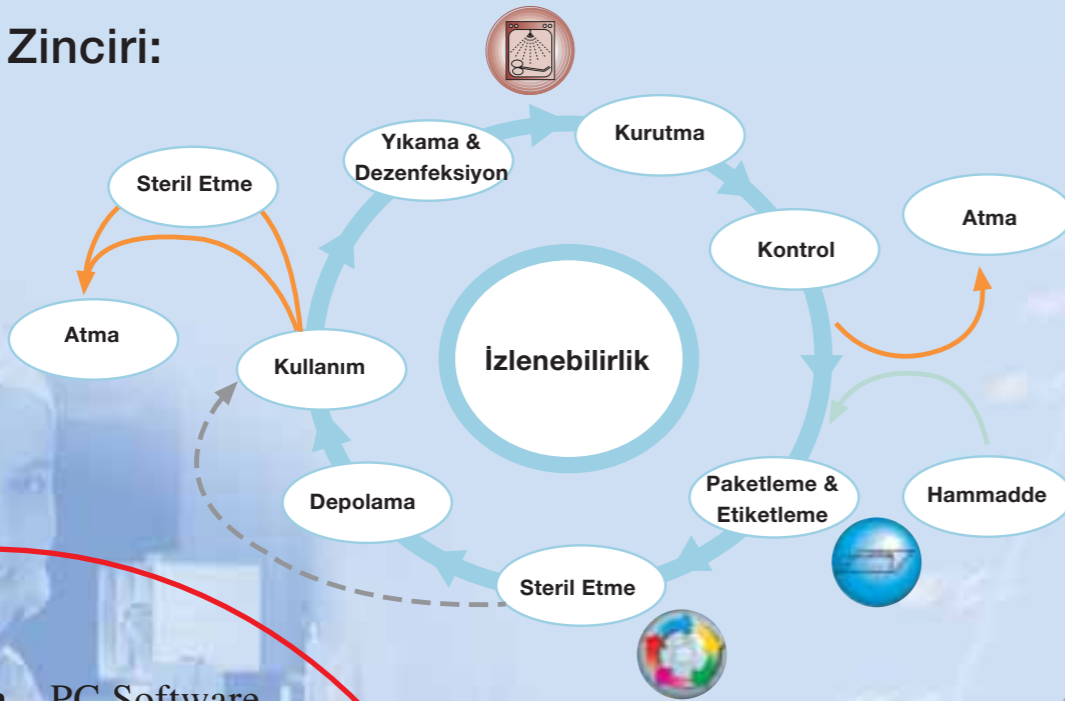 Zinciri:
Yıkama &
Dezenfeksiyon
Kurutma
Steril Etme
Atma
Kontrol
Atma
Kullanım
İzlenebilirlik
Depolama
Paketleme &
Etiketleme
Hammadde
Steril Etme
PC Software